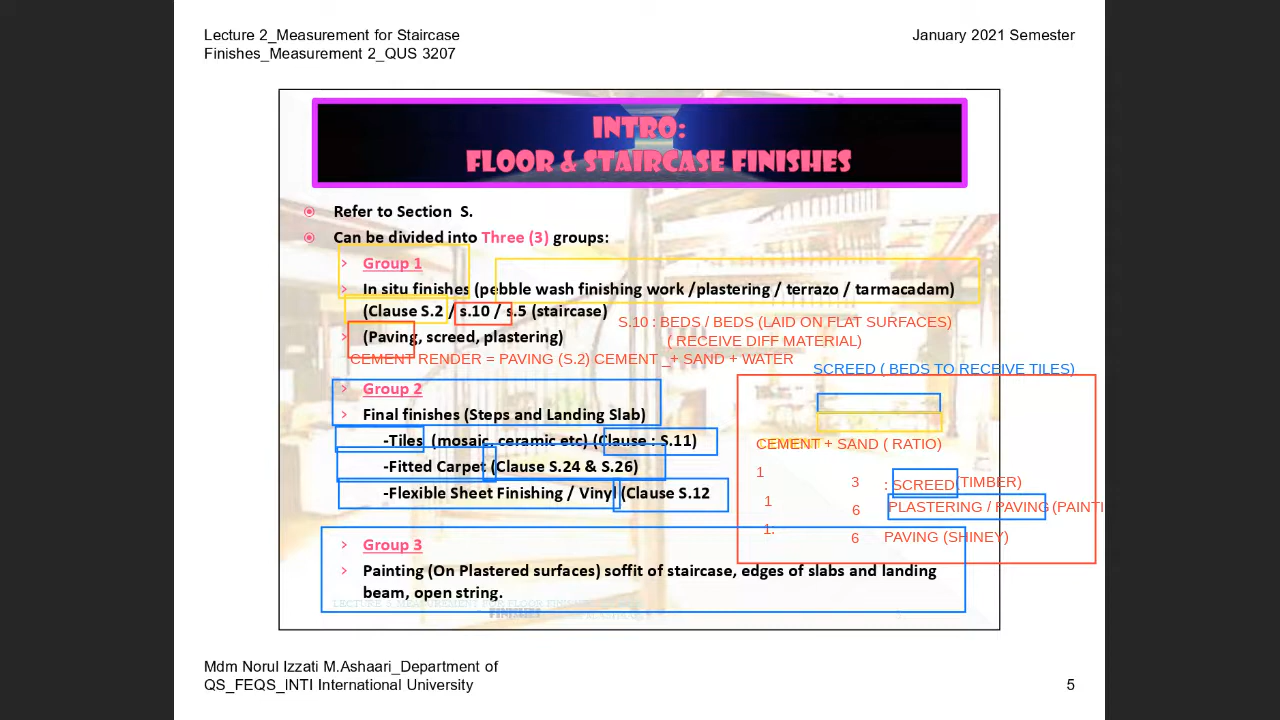 Lecture 2_Measurement for Staircase
Finishes_Measurement 2_QUS 3207
January 2021 Semester
INTRO:
FLOOR & STAIRCASE FINISHES
Refer to Section S.
Can be divided into Three (3) groups:
Group 1
In situ finishes (pebble wash finishing work /plastering / terrazo / tarmacadam)
(Clause S.2 / s.10 / s.5 (staircase)
S.10 : BEDS / BEDS (LAID ON FLAT SURFACES)
(Paving, screed, plastering)
( RECEIVE DIFF MATERIAL)
CEMENT RENDER = PAVING (S.2) CEMENT _+ SAND + WATER
SCREED ( BEDS TO RECEIVE TILES)
Group 2
Final finishes (Steps and Landing Slab)
-Tiles (mosaic, ceramic etc) (Clause : S.11)
-Fitted Carpet (Clause S.24 & S.26)
-Flexible Sheet Finishing / Vinyl (Clause S.12
CEMENT + SAND ( RATIO)
1 3 : SCREED (TIMBER)
1 6 PLASTERING / PAVING (PAINTI
1: 6 PAVING (SHINEY)
Group 3
Painting (On Plastered surfaces) soffit of staircase, edges of slabs and landing
beam, open string.
FINISHES
Mdm Norul Izzati M.Ashaari_Department of
QS_FEQS_INTI International University
5